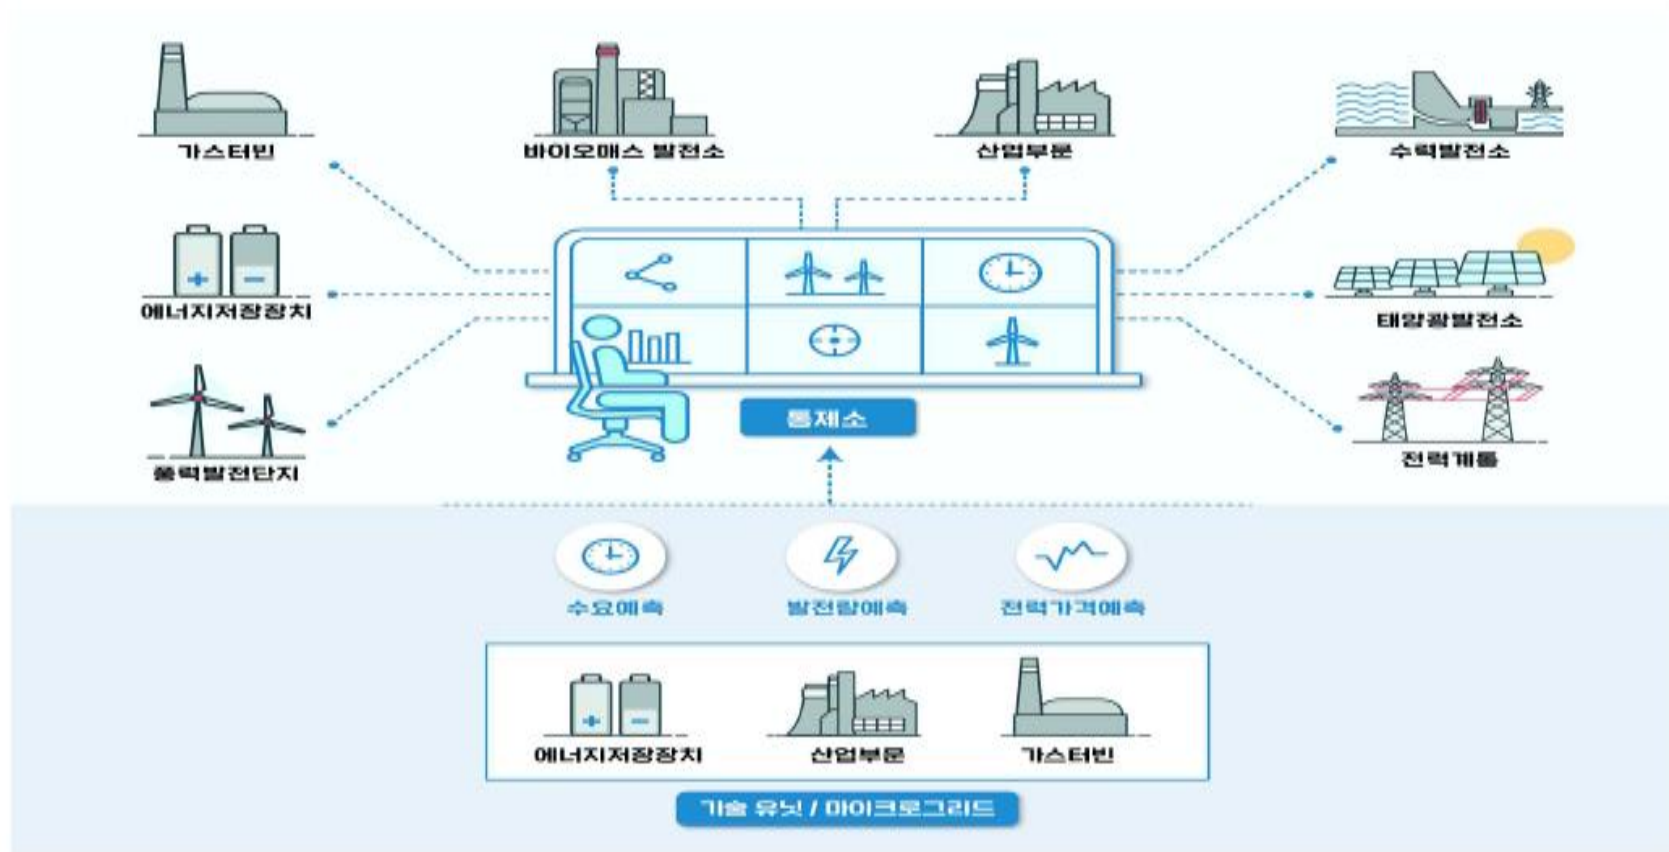 가스터빈
바이오매스 발전소
산업부문
수력발전소
에너지저장장치
태양광발전소
풍력발전단지
전력계통
통제소
수요예측
발전량예측
전력가격예측
에너지저장장치
산업부문
가스터빈
기술 유닛 / 마이크로그리드